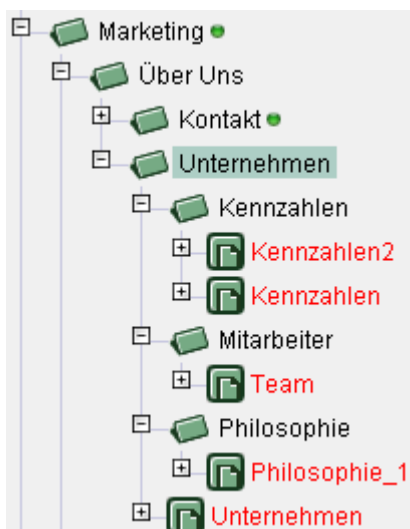 Marketing
Über Uns
Kontakt
Unternehmen
Kennzahlen
Kennzahlen2
Kennzahlen
Mitarbeiter
Team
Philosophie
Philosophie_1
Unternehmen